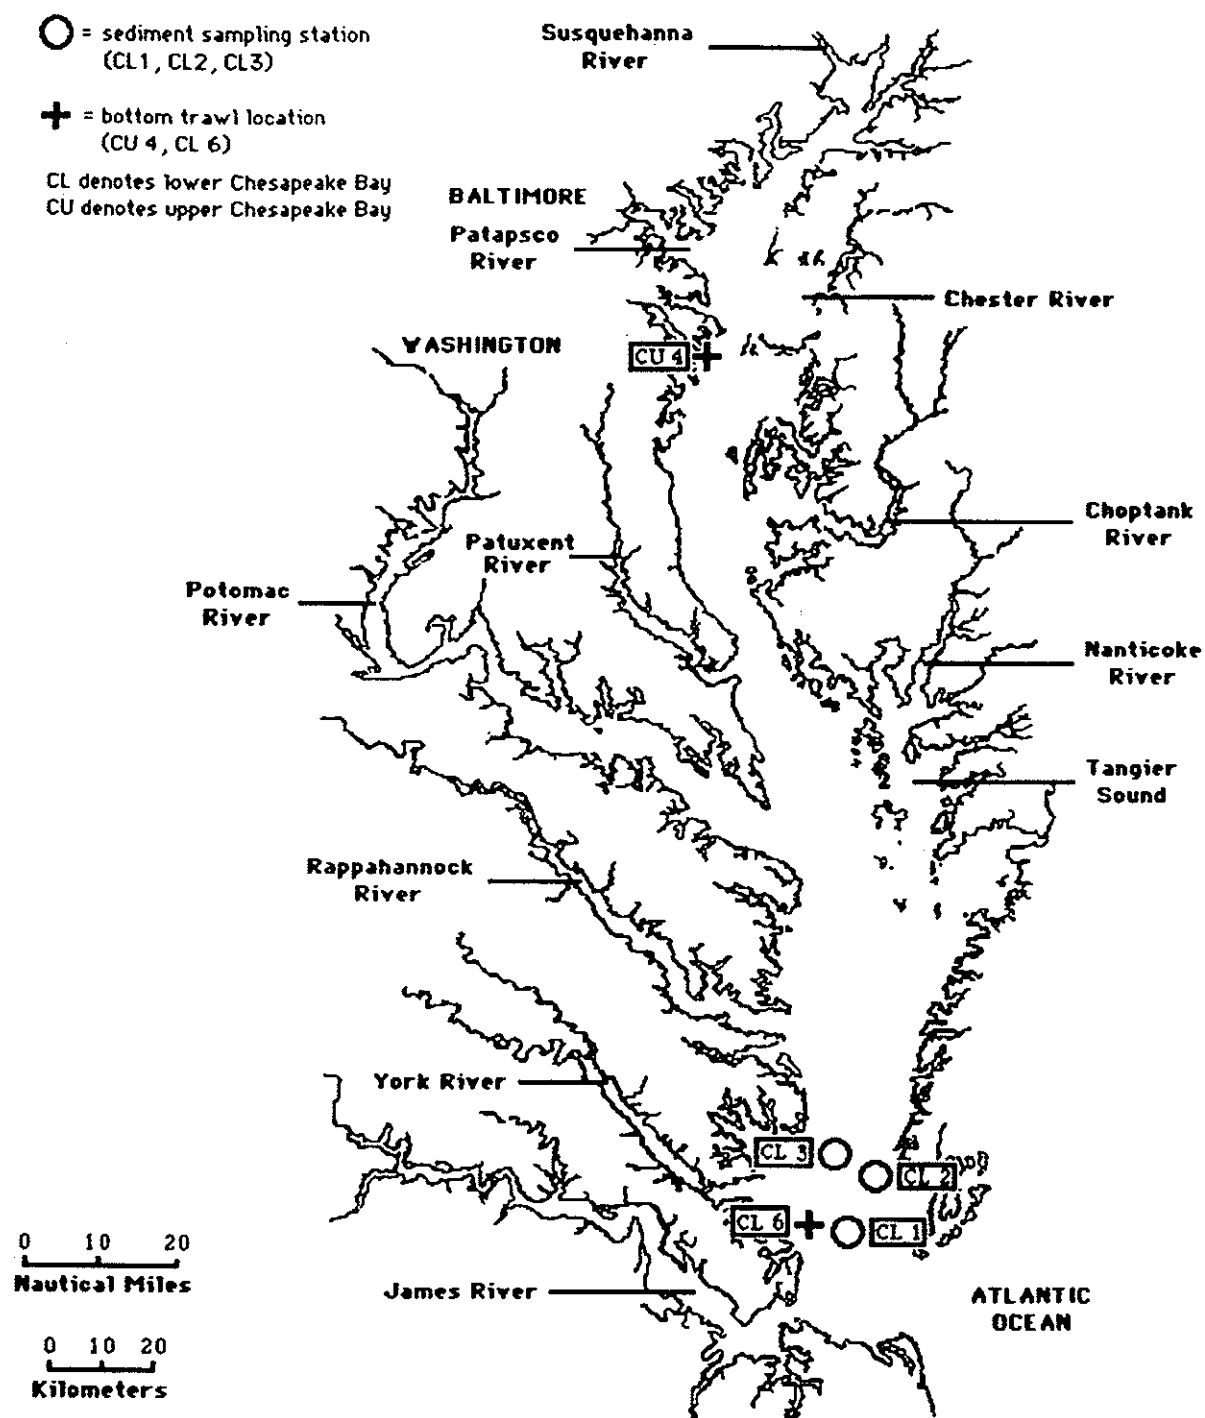 = sediment sampling station
(CL1, CL2, CL3)
= bottom trawl location
(CU 4, CL 6)
CL denotes lower Chesapeake Bay
CU denotes upper Chesapeake Bay
Susquehanna
River
BALTIMORE
Patapsco
River
Chester River
WASHINGTON
CU 4
Choptank
River
Patuxent
River
Potomac
River
Nanticoke
River
Tangier
Sound
Rappahannock
River
York River
CL 3
CL 2
CL 6
CL 1
James River
ATLANTIC
OCEAN
0 10 20
Nautical Miles
0 10 20
Kilometers